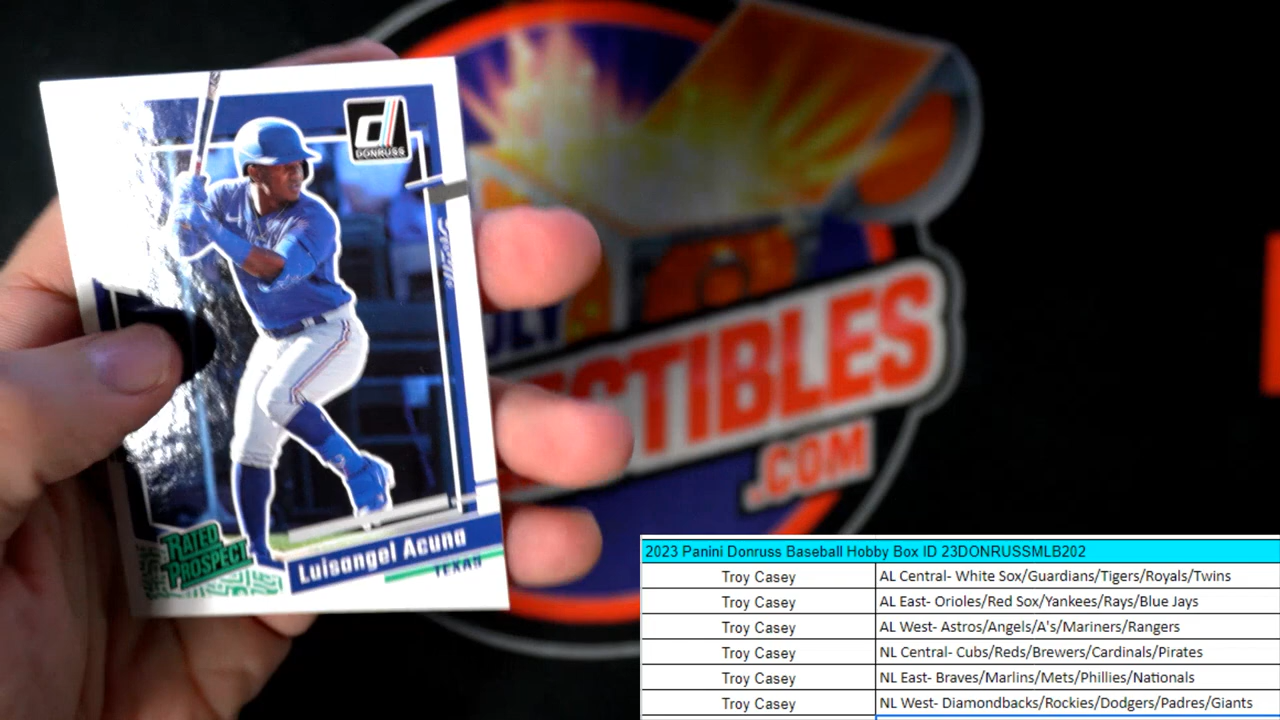 DONRUSS
RATED
PROSPECT
Luisangel Acuna
TEXAS
CTIBLES
.COM
2023 Panini Donruss Baseball Hobby Box ID 23DONRUSSMLB202
Troy Casey AL Central- White Sox/Guardians/Tigers/Royals/Twins
Troy Casey AL East- Orioles/Red Sox/Yankees/Rays/Blue Jays
Troy Casey AL West- Astros/Angels/A's/Mariners/Rangers
Troy Casey NL Central- Cubs/Reds/Brewers/Cardinals/Pirates
Troy Casey NL East- Braves/Marlins/Mets/Phillies/Nationals
Troy Casey NL West- Diamondbacks/Rockies/Dodgers/Padres/Giants